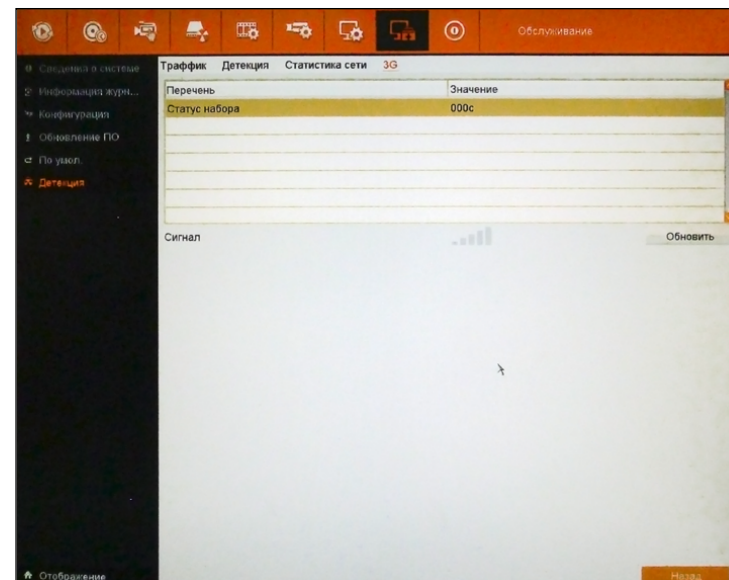 Обслуживание
Сведения о системе
Информация журн...
Конфигурация
Обновление ПО
По умол.
Детекция
Отображение
Траффик Детекция Статистика сети 3G
Перечень Значение
Статус набора 000c
Сигнал Обновить
Назад